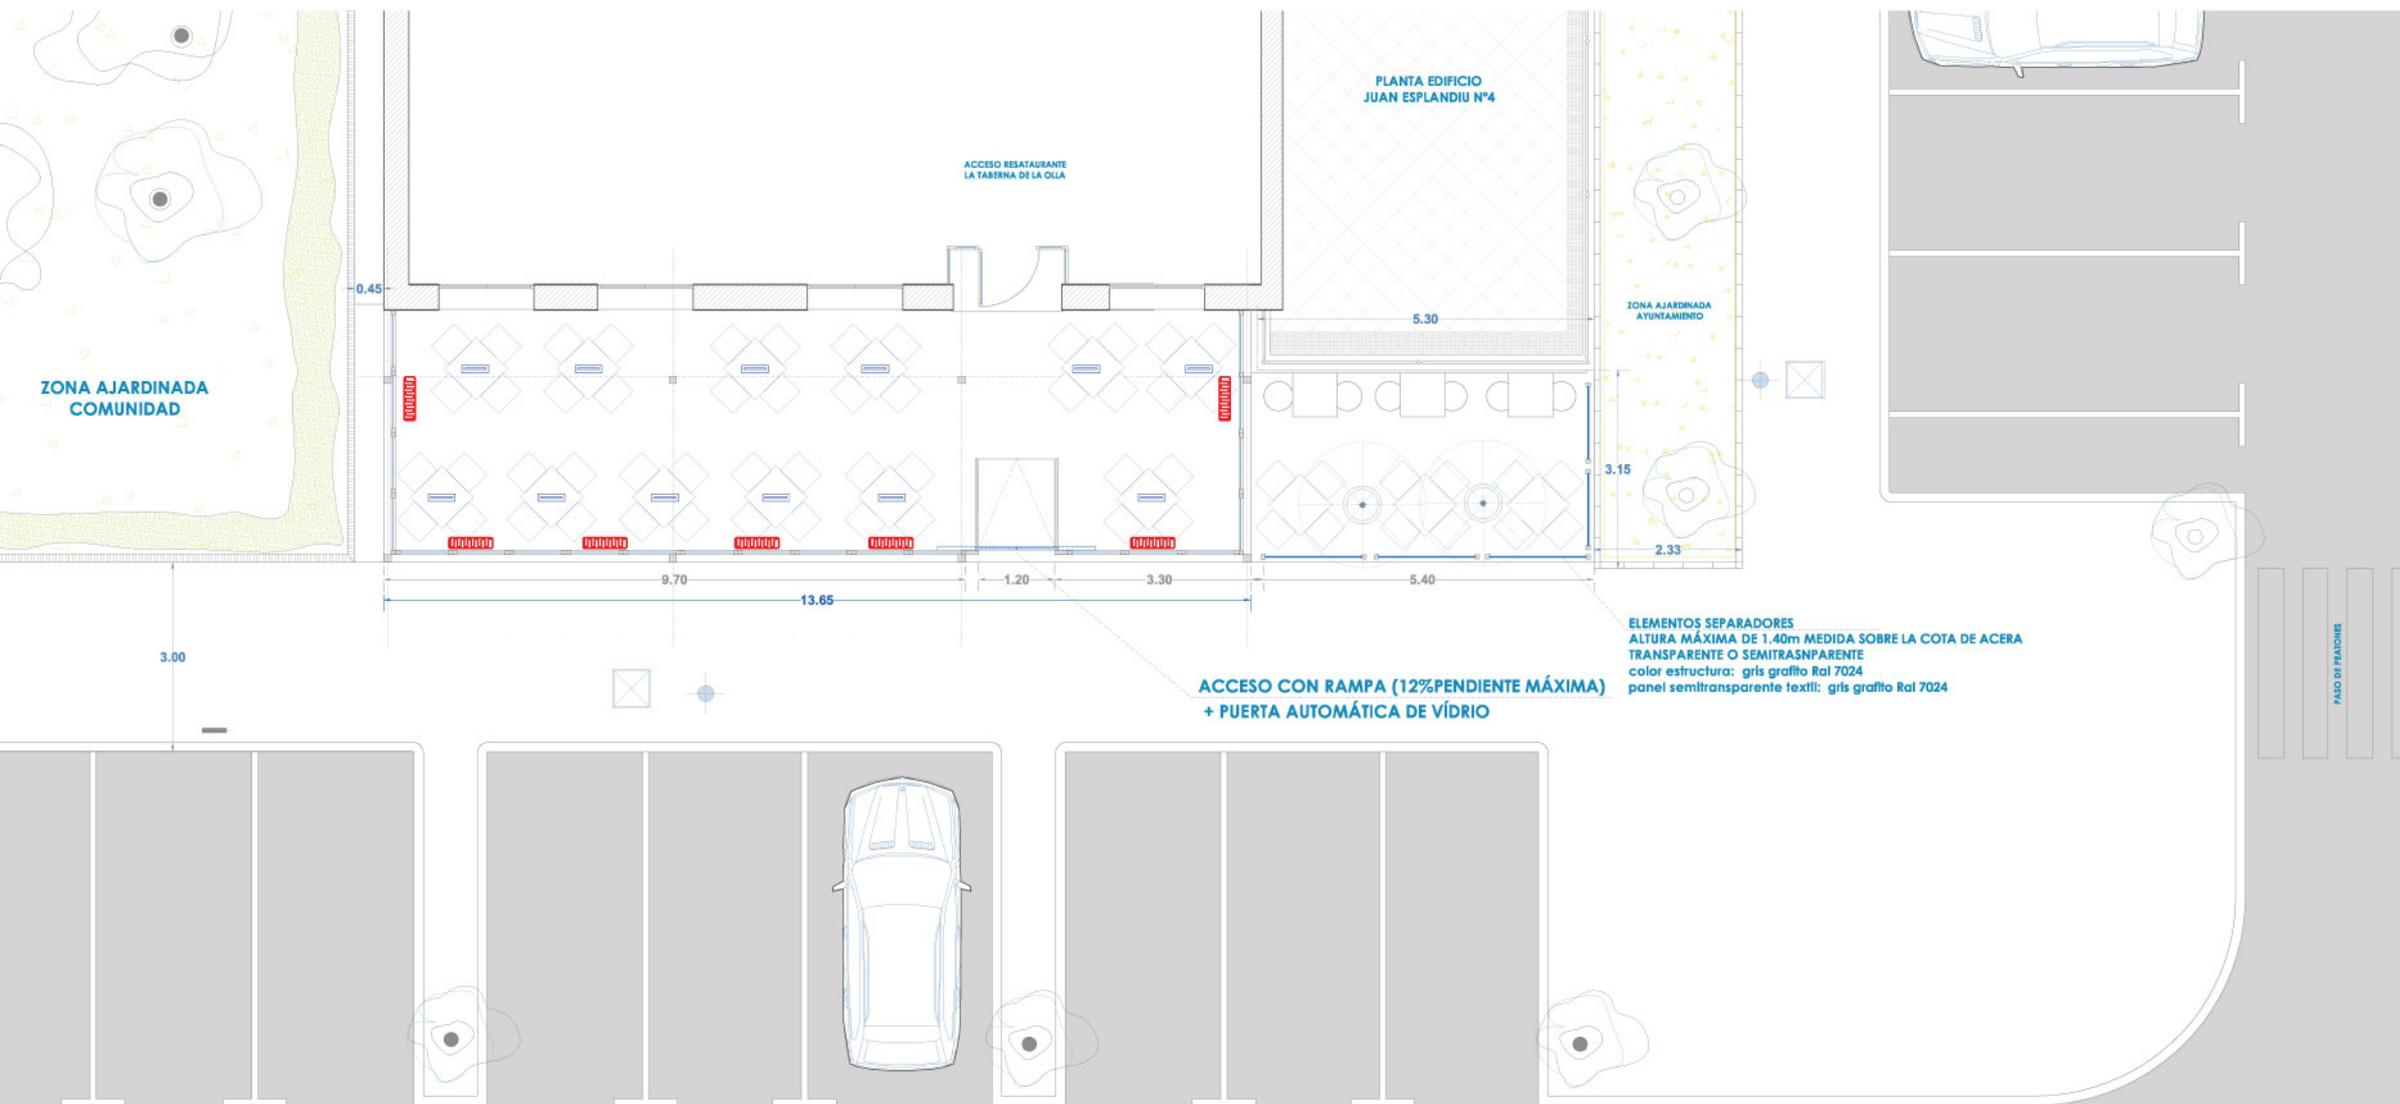 PLANTA EDIFICIO
JUAN ESPLANDIU Nº4
ACCESO RESATAURANTE
LA TABERNA DE LA OLLA
0.45
5.30
ZONA AJARDINADA
AYUNTAMIENTO
ZONA AJARDINADA
COMUNIDAD
3.15
2.33
9.70
1.20
3.30
5.40
13.65
3.00
ELEMENTOS SEPARADORES
ALTURA MÁXIMA DE 1.40m MEDIDA SOBRE LA COTA DE ACERA
TRANSPARENTE O SEMITRASNPARENTE
color estructura: gris grafito Ral 7024
panel semitransparente textil: gris grafito Ral 7024
ACCESO CON RAMPA (12%PENDIENTE MÁXIMA)
+ PUERTA AUTOMÁTICA DE VÍDRIO
PASO DE PEATONES